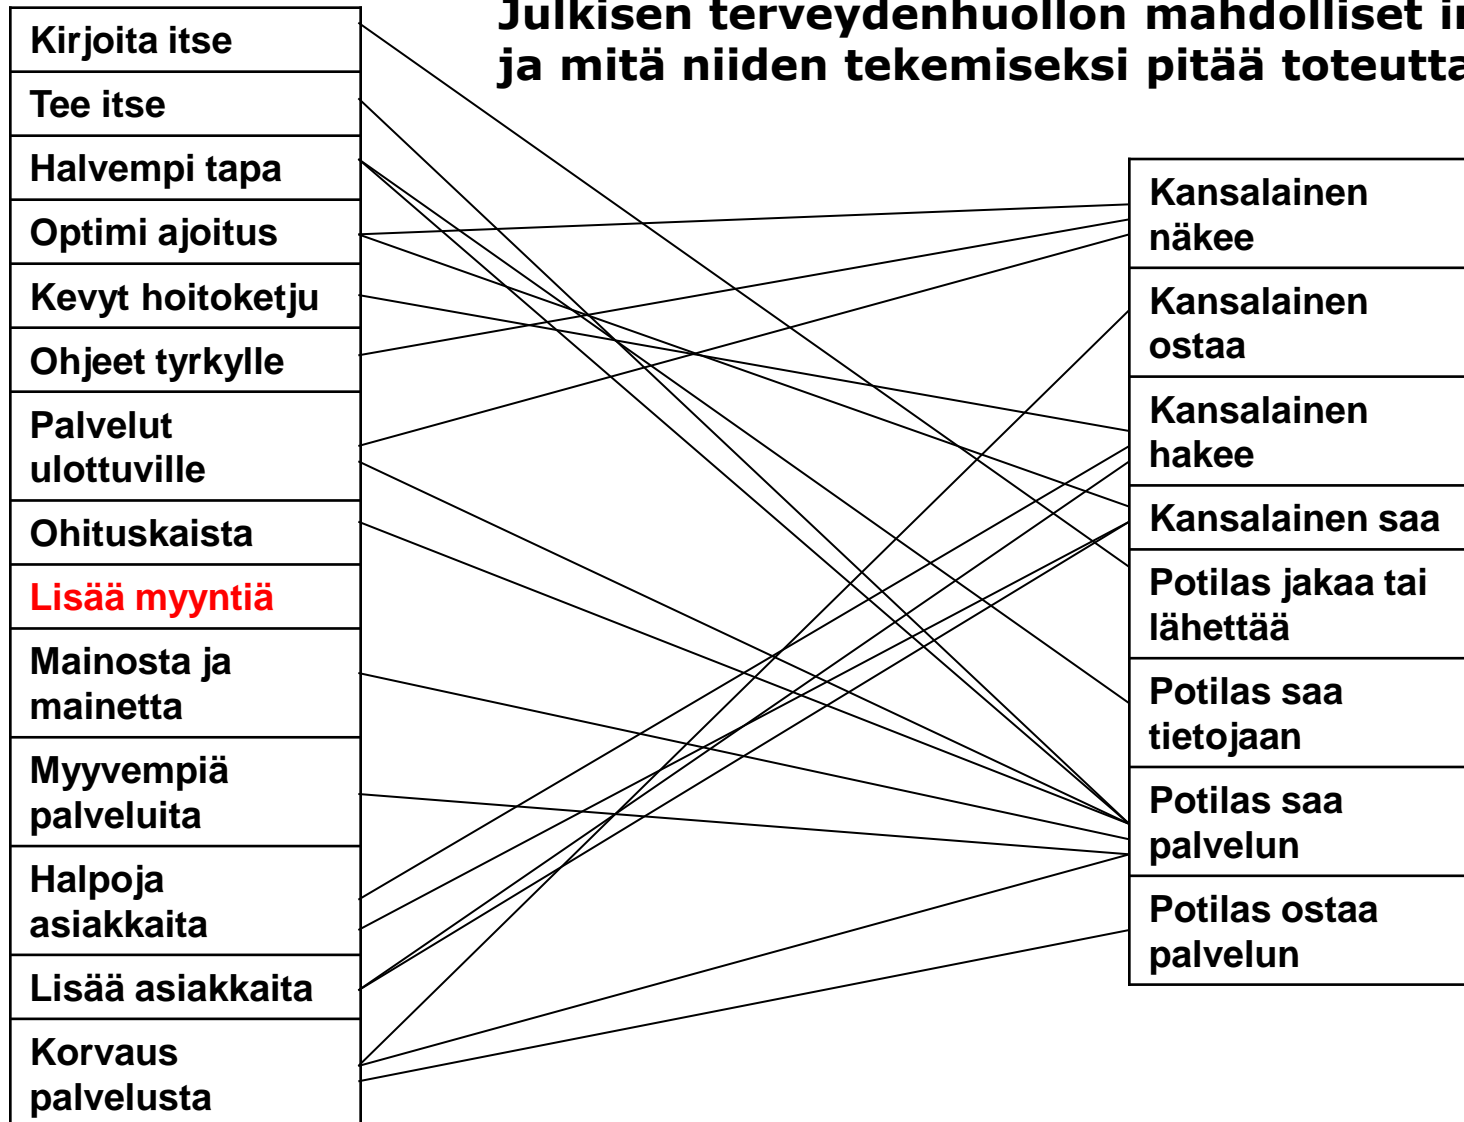 Julkisen terveydenhuollon mahdolliset
ja mitä niiden tekemiseksi pitää
Kirjoita itse
Tee itse
Halvempi tapa
Optimi ajoitus
Kevyt hoitoketju
Ohjeet tyrkylle
Palvelut
ulottuville
Ohituskaista
Lisää myyntiä
Mainosta ja
mainetta
Myyvempiä
palveluita
Halpoja
asiakkaita
Lisää asiakkaita
Korvaus
palvelusta
Kansalainen
näkee
Kansalainen
ostaa
Kansalainen
hakee
Kansalainen saa
Potilas jakaa tai
lähettää
Potilas saa
tietojaan
Potilas saa
palvelun
Potilas ostaa
palvelun